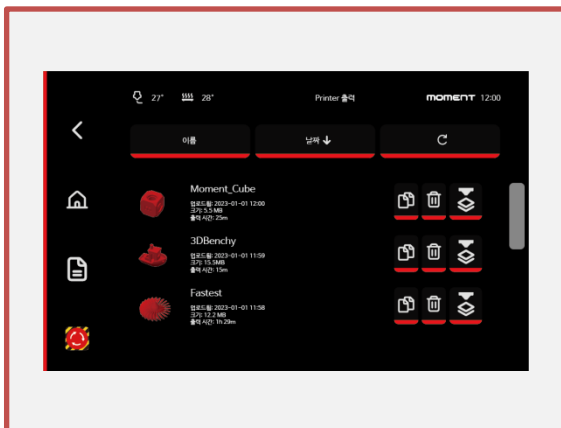 27° 28° Printer 출력 moment 12:00
이름 날짜
Moment_Cube
업로드됨: 2023-01-01 12:00
크기: 5.5 MB
출력 시간: 25m
3DBenchy
업로드됨: 2023-01-01 11:59
크기: 15.5MB
출력 시간: 15m
Fastest
업로드됨: 2023-01-01 11:58
크기: 12.2 MB
출력 시간: 1h 29m